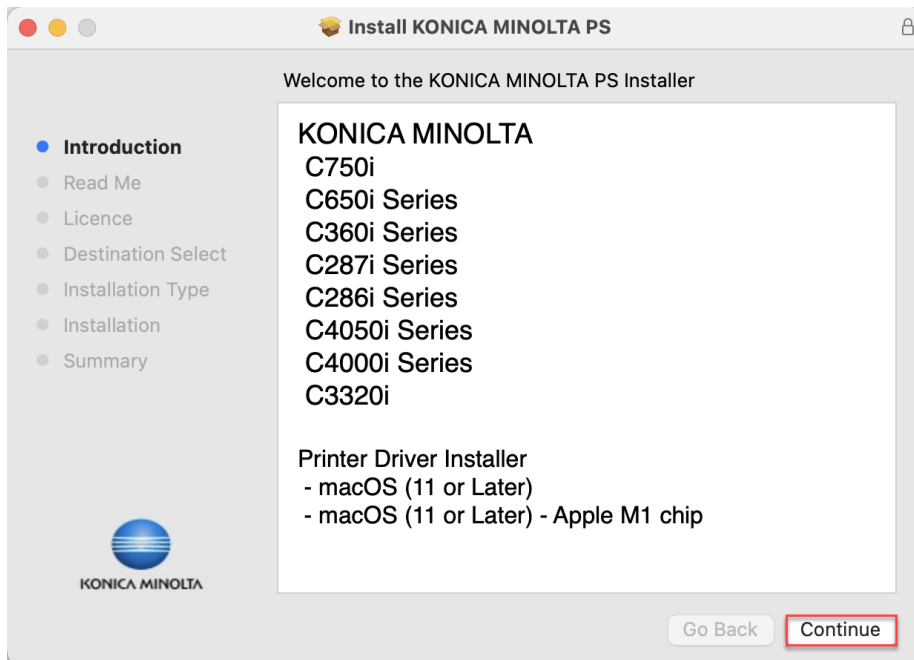 Install KONICA MINOLTA PS
Welcome to the KONICA MINOLTA PS Installer
Introduction
Read Me
Licence
Destination Select
Installation Type
Installation
Summary
KONICA MINOLTA
KONICA MINOLTA
C750i
C650i Series
C360i Series
C287i Series
C286i Series
C4050i Series
C4000i Series
C3320i
Printer Driver Installer
- macOS (11 or Later)
- macOS (11 or Later) - Apple M1 chip
Go Back
Continue